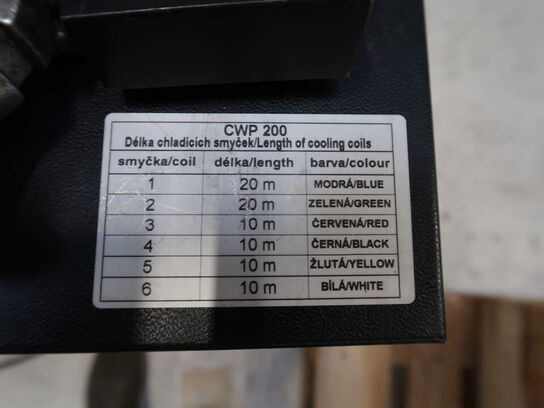 CWP 200
Délka chladicích smyček/Length of cooling coils
smyčka/coil délka/length barva/colour
1 20 m MODRÁ/BLUE
2 20 m ZELENÁ/GREEN
3 10 m ČERVENÁ/RED
4 10 m ČERNÁ/BLACK
5 10 m ŽLUTÁ/YELLOW
6 10 m BÍLÁ/WHITE